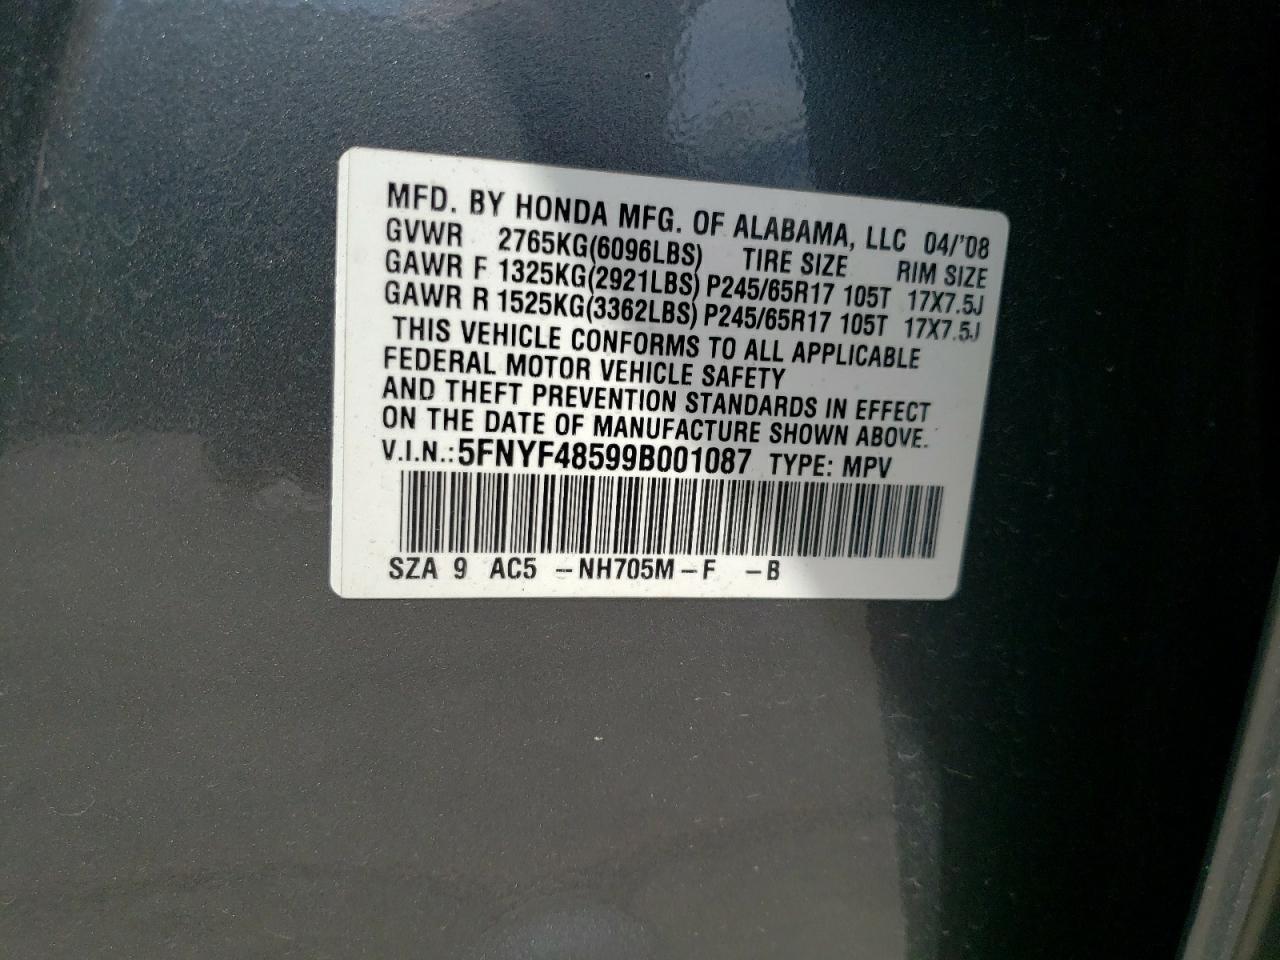 MFD. BY HONDA MFG. OF ALABAMA, LLC 04/'08
GVWR 2765KG(6096LBS) TIRE SIZE RIM SIZE
GAWR F 1325KG(2921LBS) P245/65R17 105T 17X7.5J
GAWR R 1525KG(3362LBS) P245/65R17 105T 17X7.5J
THIS VEHICLE CONFORMS TO ALL APPLICABLE
FEDERAL MOTOR VEHICLE SAFETY
AND THEFT PREVENTION STANDARDS IN EFFECT
ON THE DATE OF MANUFACTURE SHOWN ABOVE.
V.I.N.: 5FNYF48599B001087 TYPE: MPV
SZA 9 AC5 -NH705M-F -B